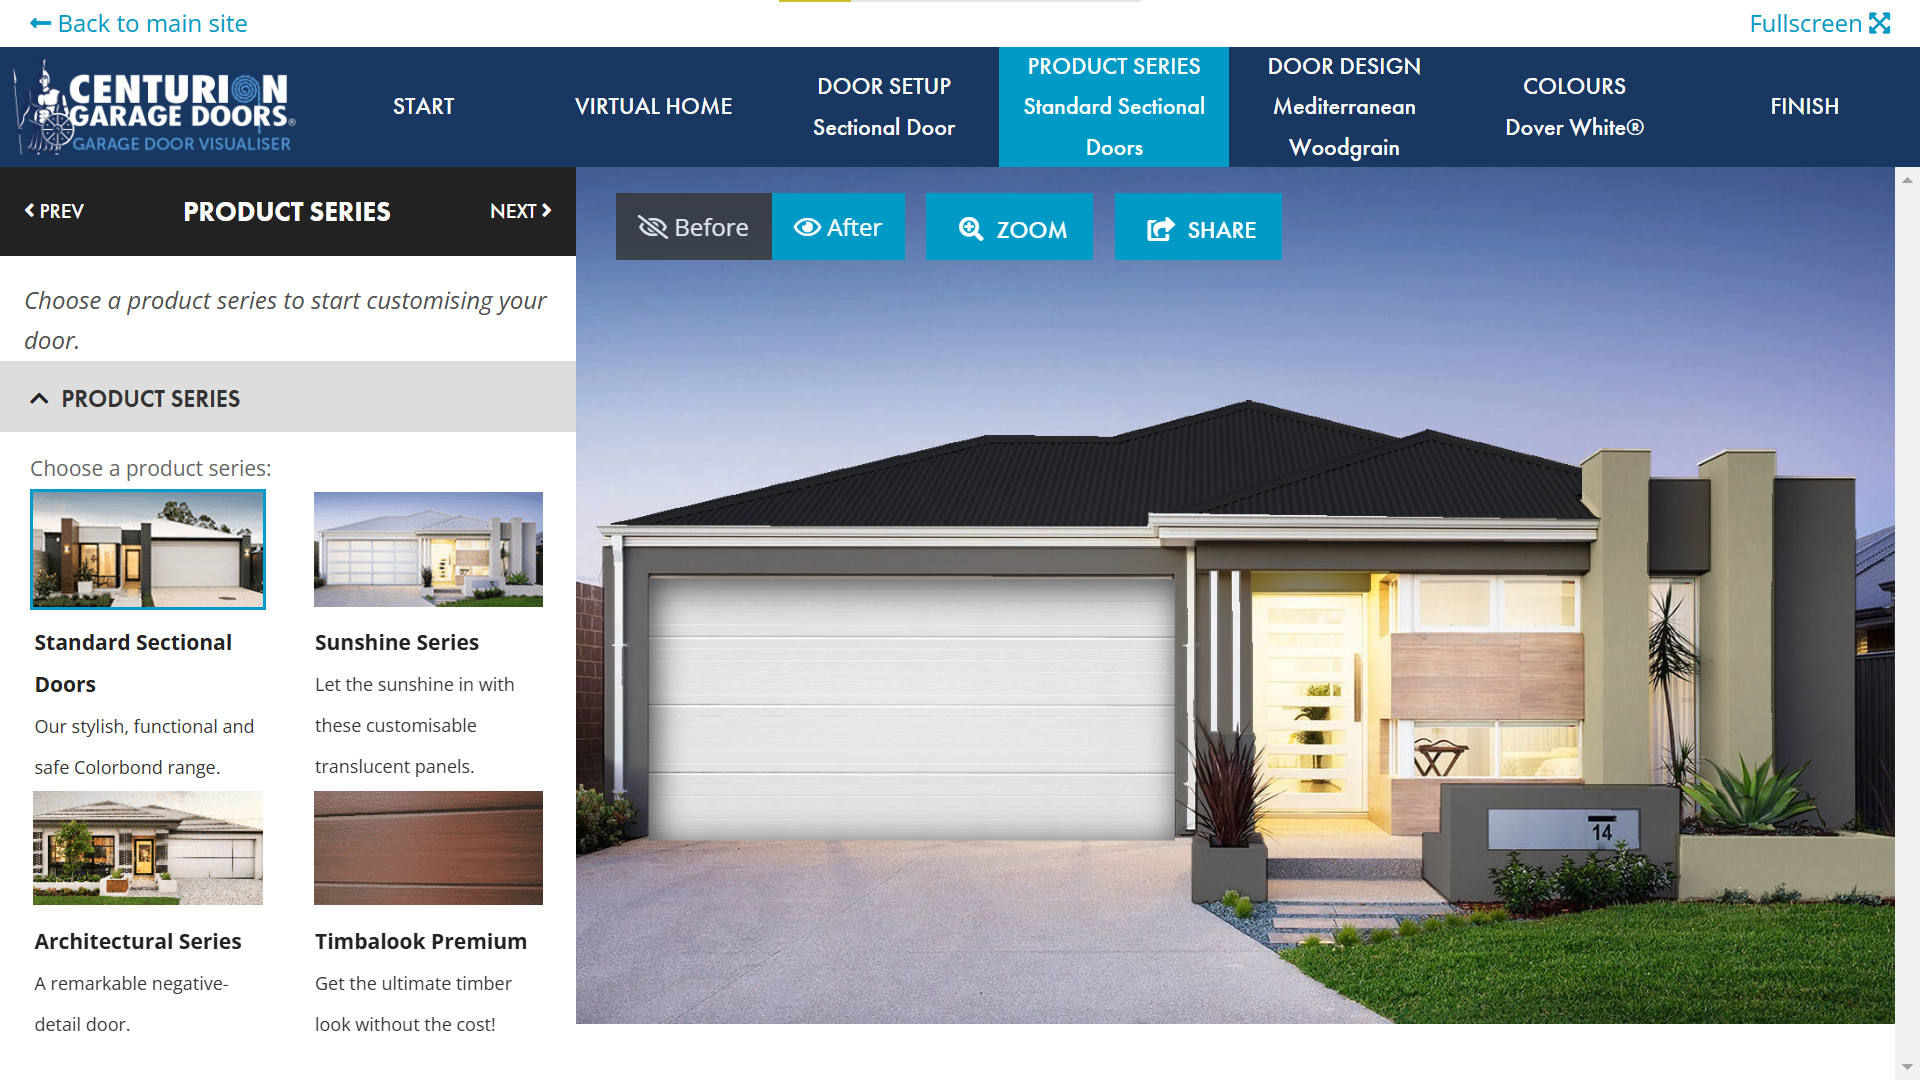 Back to main site
Fullscreen
CENTURION
GARAGE DOORS®
GARAGE DOOR VISUALISER
START
VIRTUAL HOME
DOOR SETUP
Sectional Door
PRODUCT SERIES
Standard Sectional
Doors
DOOR DESIGN
Mediterranean
Woodgrain
COLOURS
Dover White®
FINISH
PREV
PRODUCT SERIES
NEXT
Before
After
ZOOM
SHARE
Choose a product series to start customising your
door.
PRODUCT SERIES
Choose a product series:
Standard Sectional
Doors
Our stylish, functional and
safe Colorbond range.
Sunshine Series
Let the sunshine in with
these customisable
translucent panels.
Architectural Series
A remarkable negative-
detail door.
Timbalook Premium
Get the ultimate timber
look without the cost!
14